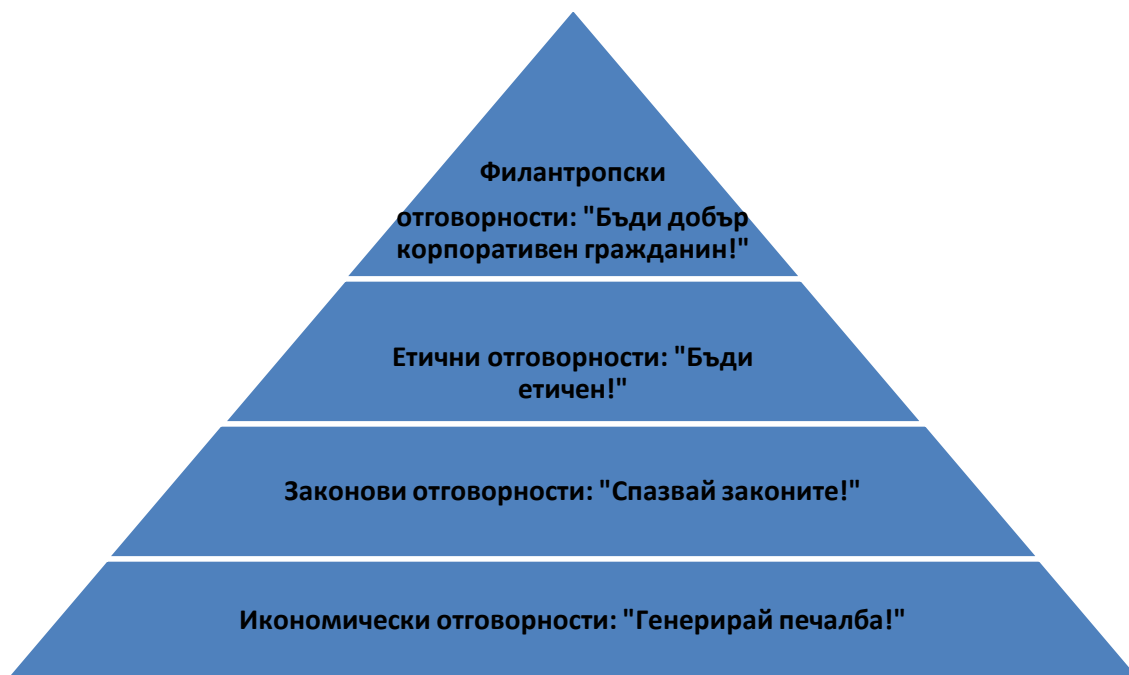 Филантропски
отговорности: "Бъди добър
корпоративен гражданин!"
Етични отговорности: "Бъди
етичен!"
Законови отговорности: "Спазвай законите!"
Икономически отговорности: "Генерирай печалба!"